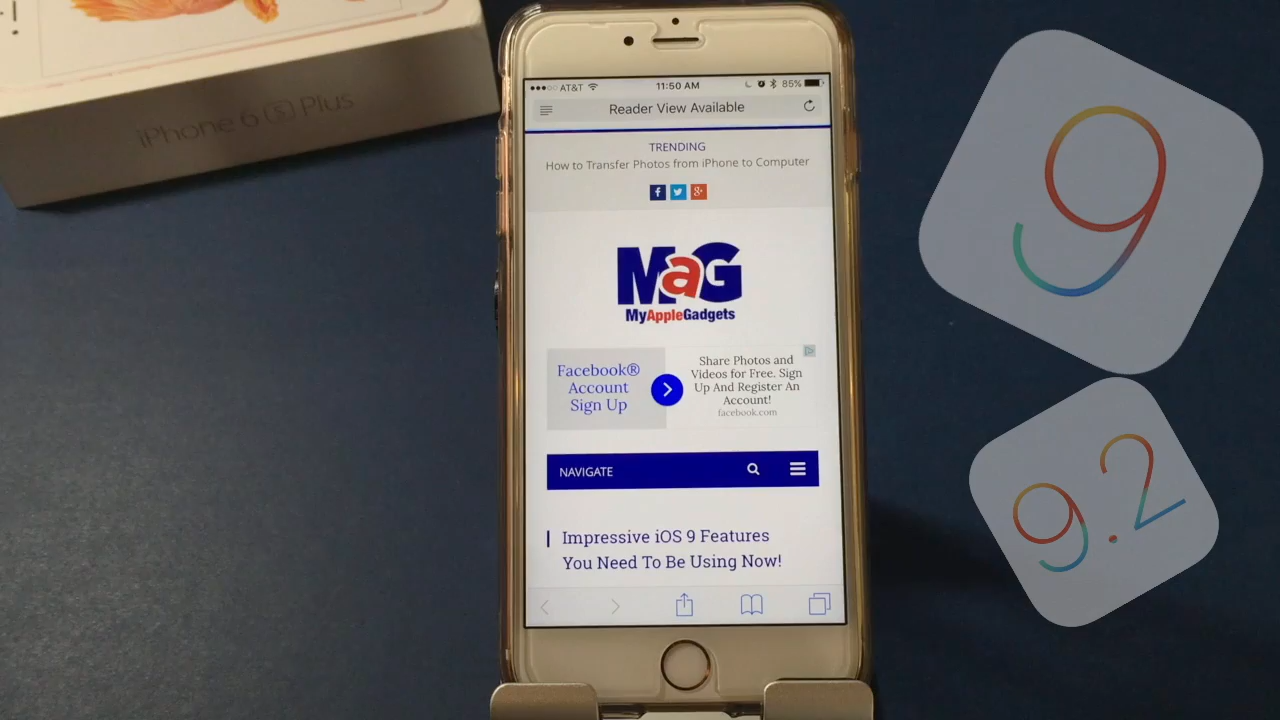 iPhone 6 S Plus
AT&T
11:50 AM
85%
Reader View Available
TRENDING
How to Transfer Photos from iPhone to Computer
f
g+
MaG
MyAppleGadgets
Facebook®
Account
Sign Up
Share Photos and
Videos for Free. Sign
Up And Register An
Account!
facebook.com
NAVIGATE
Impressive iOS 9 Features
You Need To Be Using Now!
9
9.2